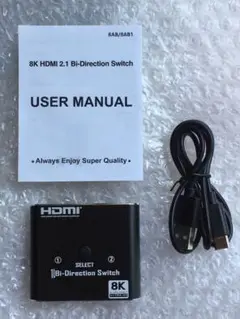 8A8/8AB1
8K HDMI 2.1 Bi-Direction Switch
USER MANUAL
• Always Enjoy Super Quality •
HDMI
① ②
SELECT
Bi-Direction Switch
8K